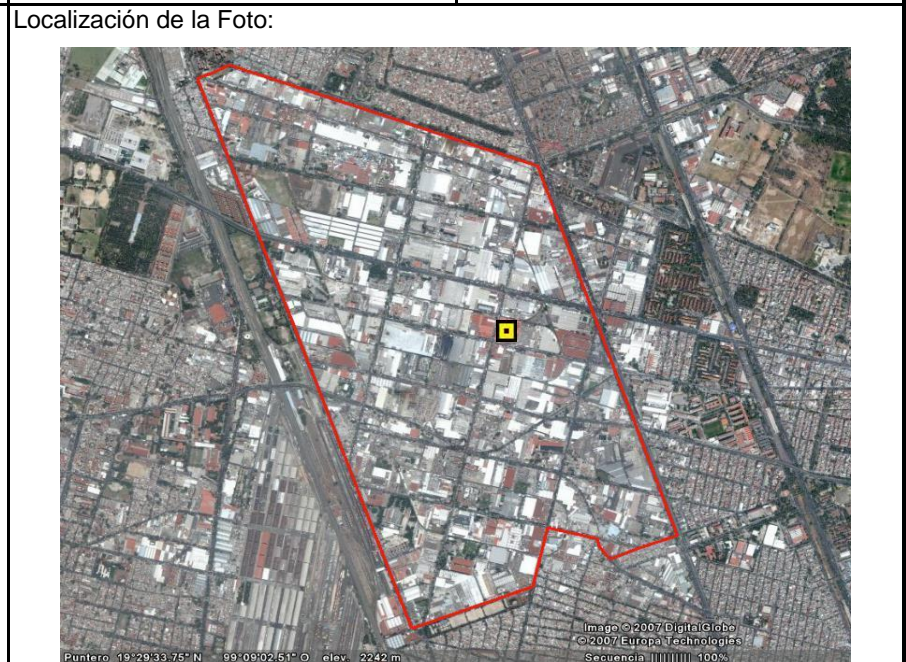 Localización de la Foto:
Image © 2007 DigitalGlobe
© 2007 Europa Technologies
Puntero 19°29'33.75" N 99°09'02.51" O elev. 2242 m
Secuencia |||||||||| 100%